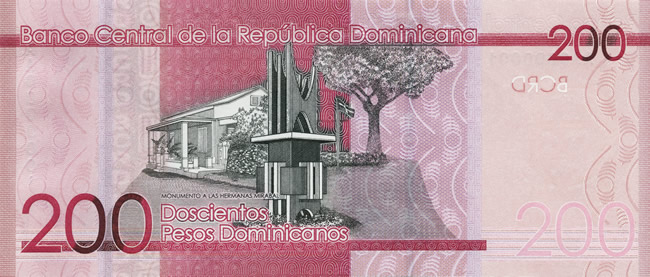 Banco Central de la República Dominicana
200
BCRD
MONUMENTO A LAS HERMANAS MIRABAL
200
Doscientos
Pesos Dominicanos
200